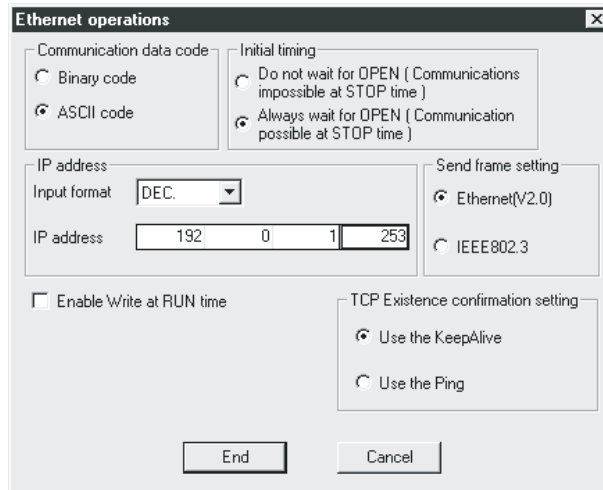 Ethernet operations
Communication data code
Binary code
ASCII code
Initial timing
Do not wait for OPEN ( Communications
impossible at STOP time )
Always wait for OPEN ( Communication
possible at STOP time )
IP address
Input format DEC.
IP address 192 0 1 253
Send frame setting
Ethernet(V2.0)
IEEE802.3
Enable Write at RUN time
TCP Existence confirmation setting
Use the KeepAlive
Use the Ping
End Cancel